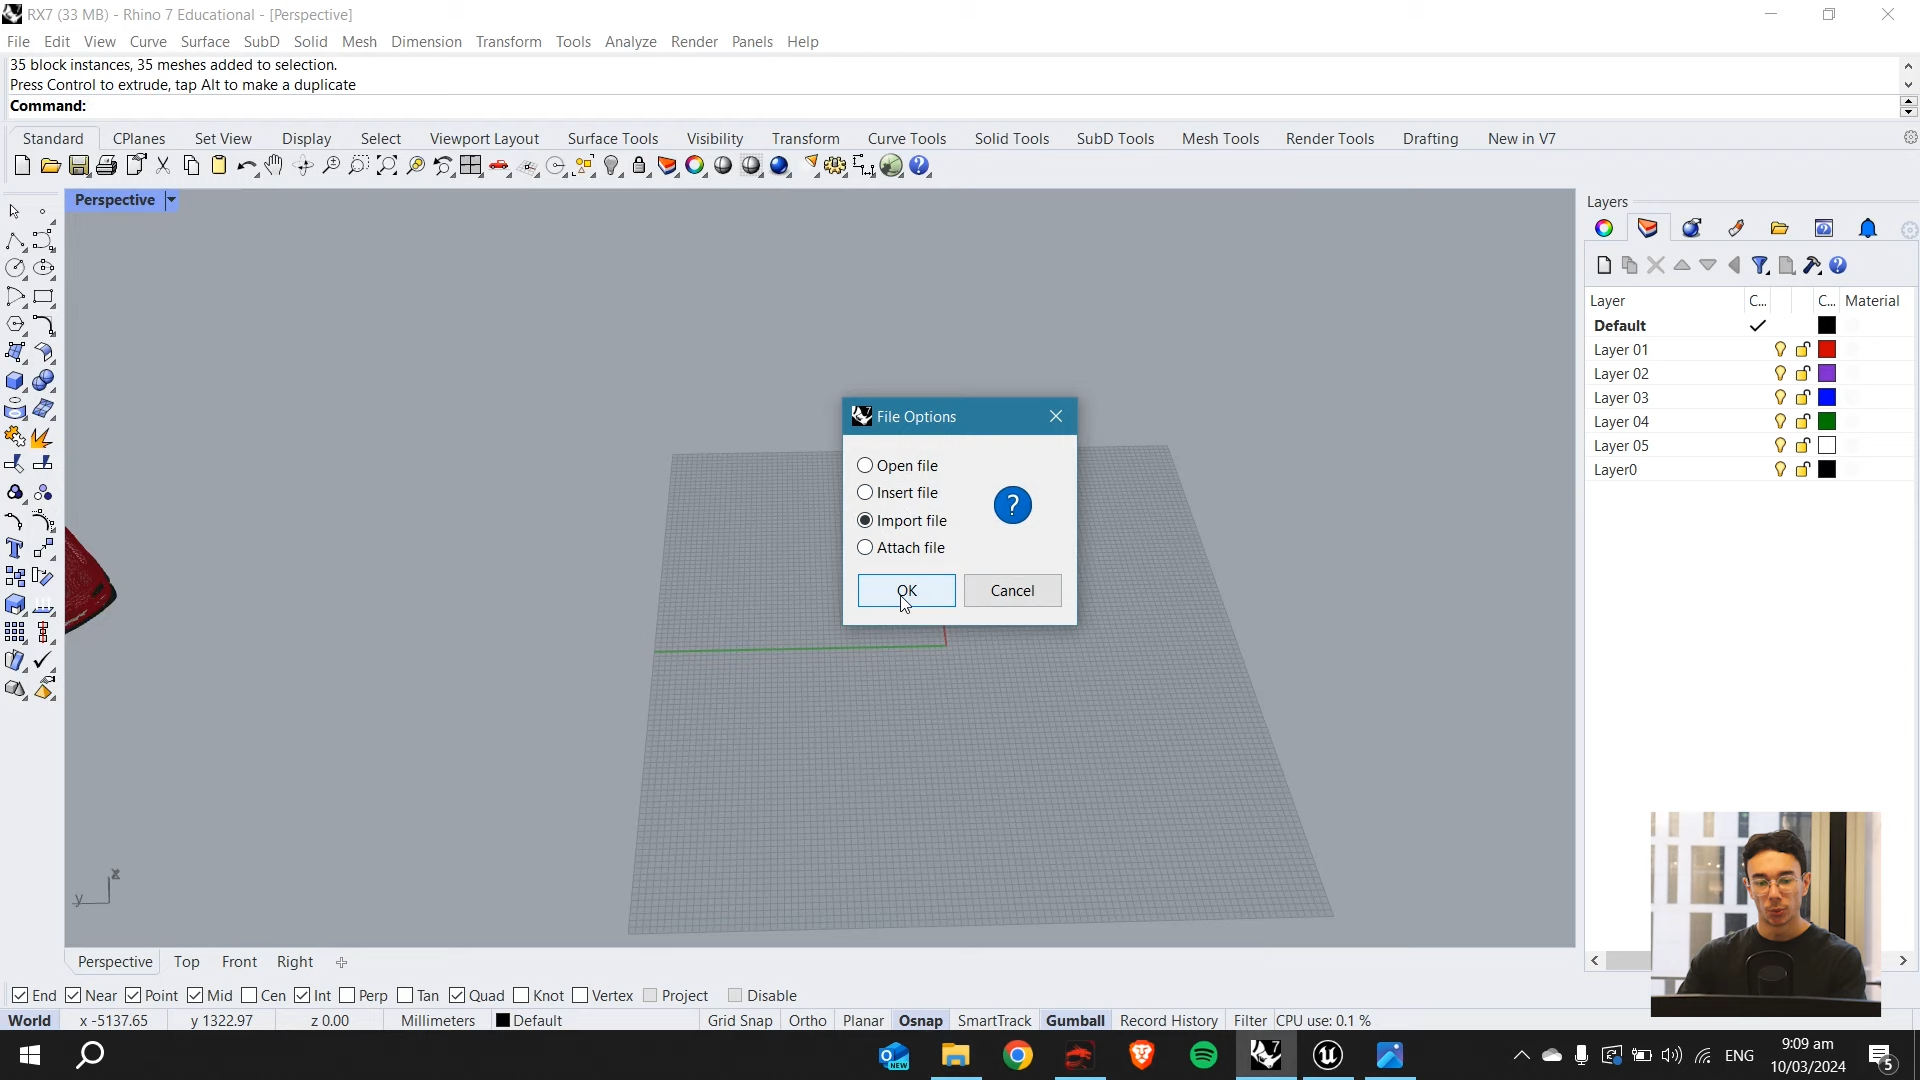 RX7 (33 MB) - Rhino 7 Educational - [Perspective]
File Edit View Curve Surface SubD Solid Mesh Dimension Transform Tools Analyze Render Panels Help
35 block instances, 35 meshes added to selection.
Press Control to extrude, tap Alt to make a duplicate
Command:
Standard CPlanes Set View Display Select Viewport Layout Surface Tools Visibility Transform Curve Tools Solid Tools SubD Tools Mesh Tools Render Tools Drafting New in V7
Perspective
Layers
Layer C... C... Material
Default
Layer 01
Layer 02
Layer 03
Layer 04
Layer 05
Layer0
File Options
Open file
Insert file
Import file
Attach file
OK Cancel
z
y
Perspective Top Front Right
End Near Point Mid Cen Int Perp Tan Quad Knot Vertex Project Disable
World x -5137.65 y 1322.97 z 0.00 Millimeters Default Grid Snap Ortho Planar Osnap SmartTrack Gumball Record History Filter CPU use: 0.1 %
NEW
ENG
9:09 am
10/03/2024
5